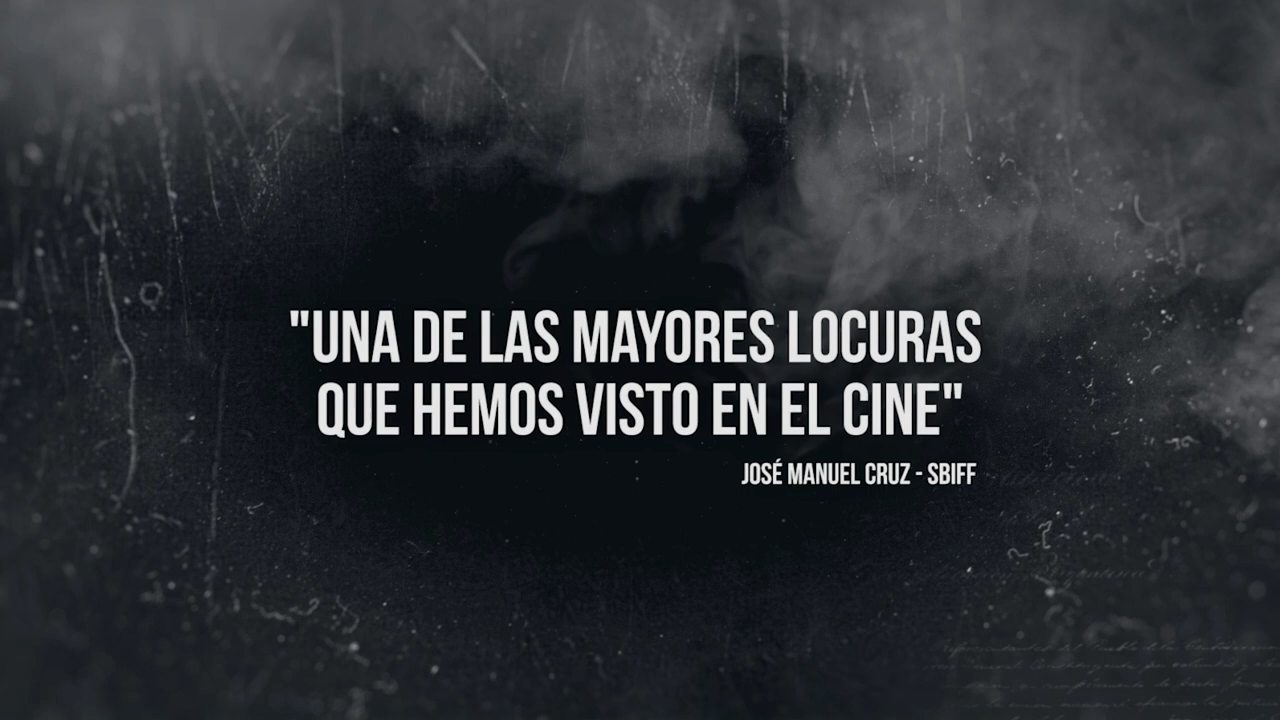 "UNA DE LAS MAYORES LOCURAS
QUE HEMOS VISTO EN EL CINE"
JOSÉ MANUEL CRUZ - SBIFF